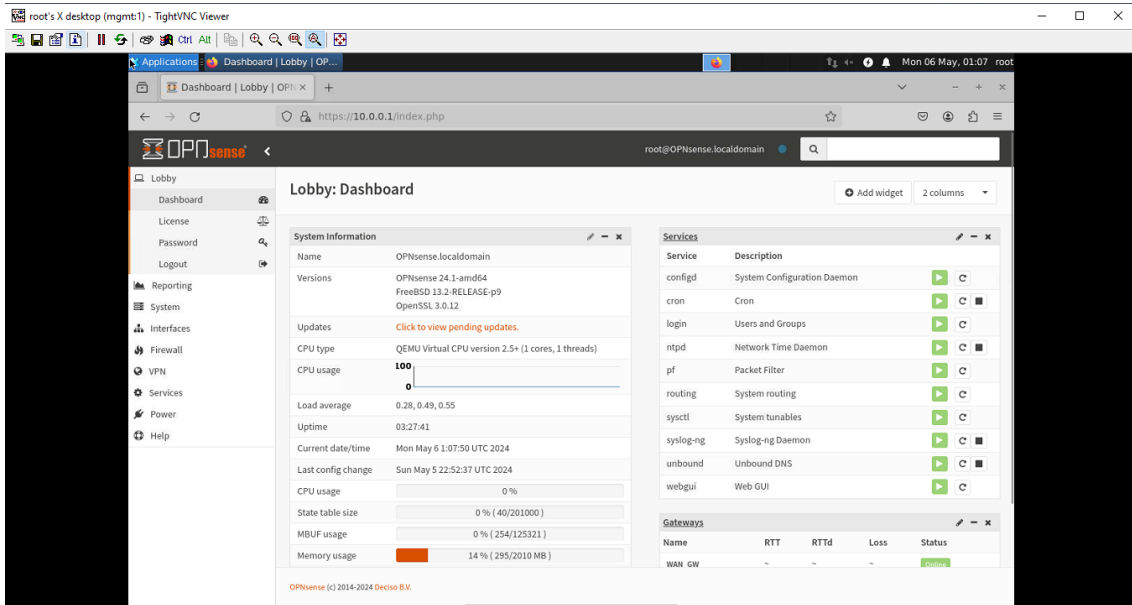 root's X desktop (mgmt:1) - TightVNC Viewer
Ctrl Alt
Applications Dashboard | Lobby | OP... Mon 06 May, 01:07 root
Dashboard | Lobby | OPN
https://10.0.0.1/index.php
OPNsense root@OPNsense.localdomain
Lobby
Dashboard
License
Password
Logout
Reporting
System
Interfaces
Firewall
VPN
Services
Power
Help
Lobby: Dashboard
Add widget 2 columns
System Information
Name OPNsense.localdomain
Versions OPNsense 24.1-amd64
FreeBSD 13.2-RELEASE-p9
OpenSSL 3.0.12
Updates Click to view pending updates.
CPU type QEMU Virtual CPU version 2.5+ (1 cores, 1 threads)
CPU usage 100
0
Load average 0.28, 0.49, 0.55
Uptime 03:27:41
Current date/time Mon May 6 1:07:50 UTC 2024
Last config change Sun May 5 22:52:37 UTC 2024
CPU usage 0 %
State table size 0 % ( 40/201000 )
MBUF usage 0 % ( 254/125321 )
Memory usage 14 % ( 295/2010 MB )
Services
Service Description
configd System Configuration Daemon
cron Cron
login Users and Groups
ntpd Network Time Daemon
pf Packet Filter
routing System routing
sysctl System tunables
syslog-ng Syslog-ng Daemon
unbound Unbound DNS
webgui Web GUI
Gateways
Name RTT RTTd Loss Status
WAN_GW ~ ~ ~ Online
OPNsense (c) 2014-2024 Deciso B.V.